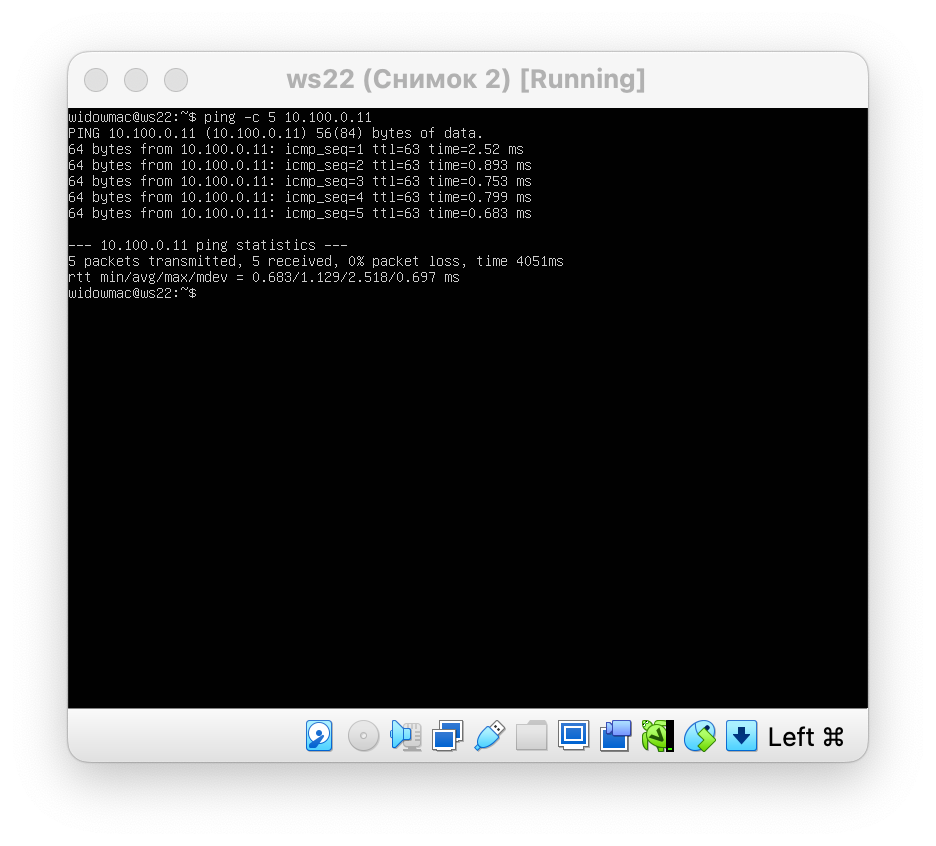 ws22 (Снимок 2) [Running]
widowmac@ws22:~$ ping -c 5 10.100.0.11
PING 10.100.0.11 (10.100.0.11) 56(84) bytes of data.
64 bytes from 10.100.0.11: icmp_seq=1 ttl=63 time=2.52 ms
64 bytes from 10.100.0.11: icmp_seq=2 ttl=63 time=0.893 ms
64 bytes from 10.100.0.11: icmp_seq=3 ttl=63 time=0.753 ms
64 bytes from 10.100.0.11: icmp_seq=4 ttl=63 time=0.799 ms
64 bytes from 10.100.0.11: icmp_seq=5 ttl=63 time=0.683 ms
--- 10.100.0.11 ping statistics ---
5 packets transmitted, 5 received, 0% packet loss, time 4051ms
rtt min/avg/max/mdev = 0.683/1.129/2.518/0.697 ms
widowmac@ws22:~$
Left ⌘